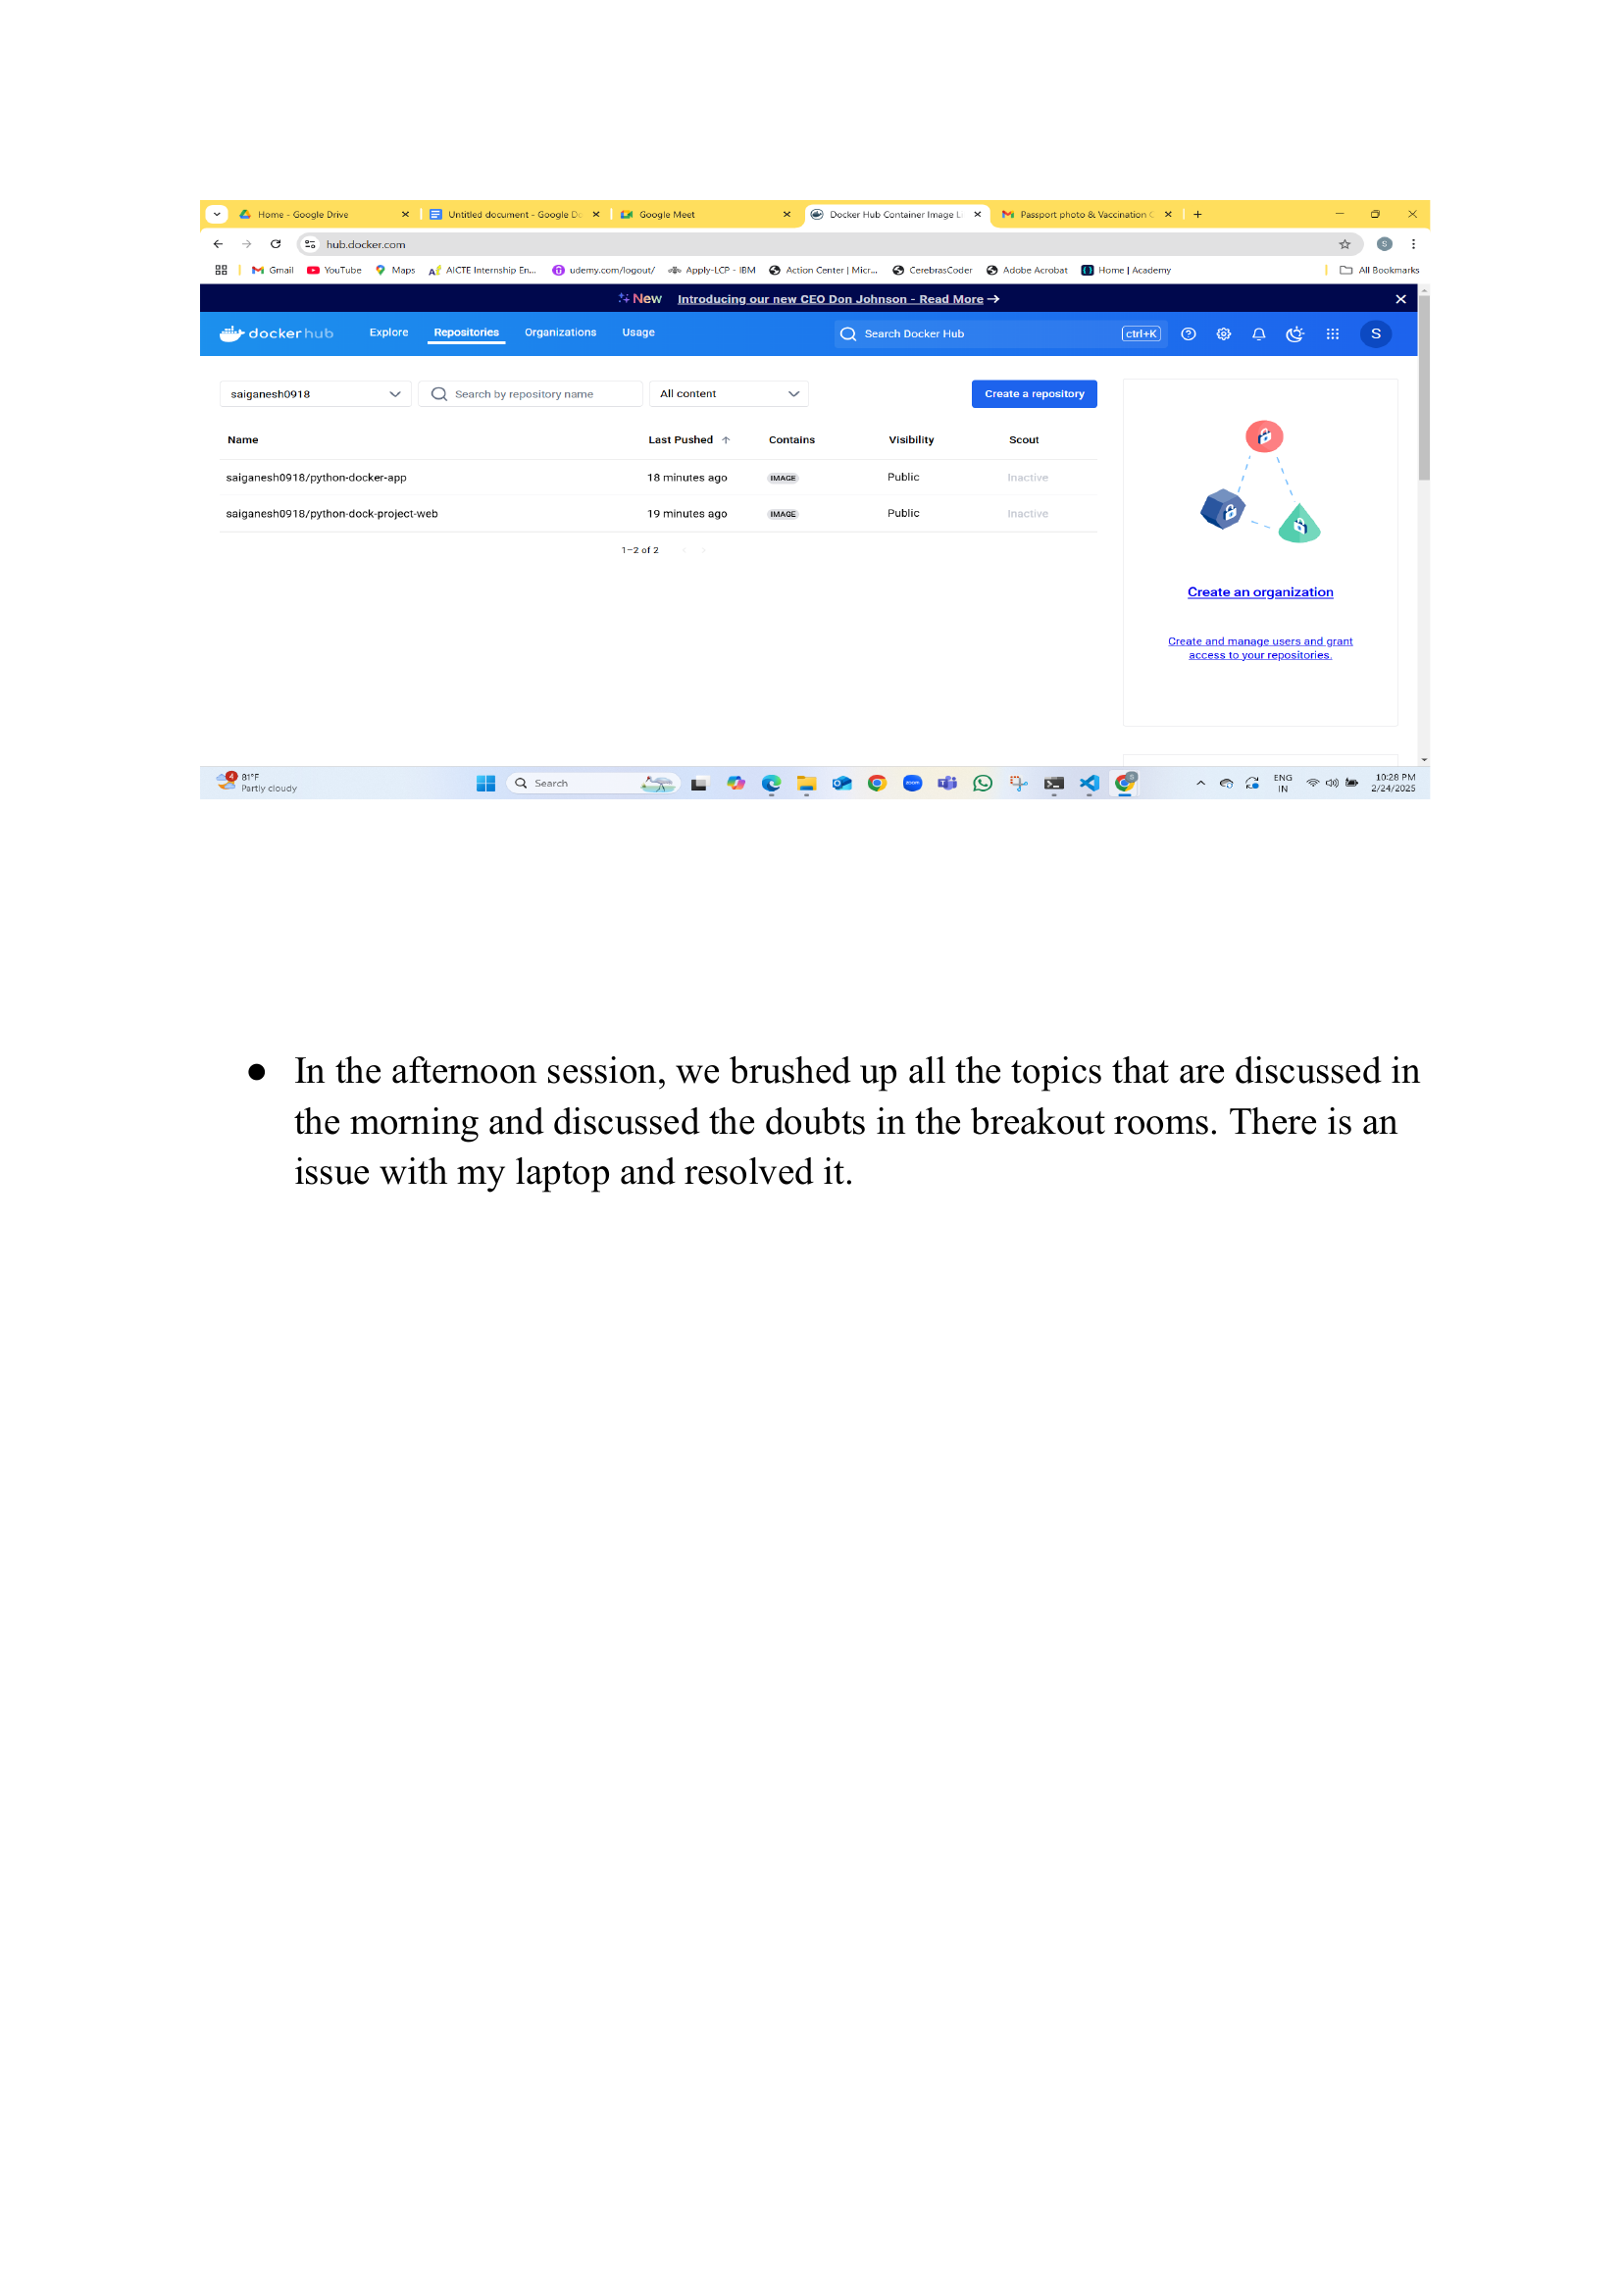 Home - Google Drive
Untitled document - Google Do
Google Meet
Docker Hub Container Image Li
Passport photo & Vaccination C
hub.docker.com
S
Gmail
YouTube
Maps
AICTE Internship En...
udemy.com/logout/
Apply-LCP - IBM
Action Center | Micr...
CerebrasCoder
Adobe Acrobat
Home | Academy
All Bookmarks
New Introducing our new CEO Don Johnson - Read More →
dockerhub
Explore
Repositories
Organizations
Usage
Search Docker Hub
ctrl+K
S
saiganesh0918
Search by repository name
All content
Create a repository
Name Last Pushed Contains Visibility Scout
saiganesh0918/python-docker-app 18 minutes ago IMAGE Public Inactive
saiganesh0918/python-dock-project-web 19 minutes ago IMAGE Public Inactive
1–2 of 2
Create an organization
Create and manage users and grant
access to your repositories.
4
81°F
Partly cloudy
Search
zoom
ENG
IN
10:28 PM
2/24/2025
● In the afternoon session, we brushed up all the topics that are discussed in
the morning and discussed the doubts in the breakout rooms. There is an
issue with my laptop and resolved it.